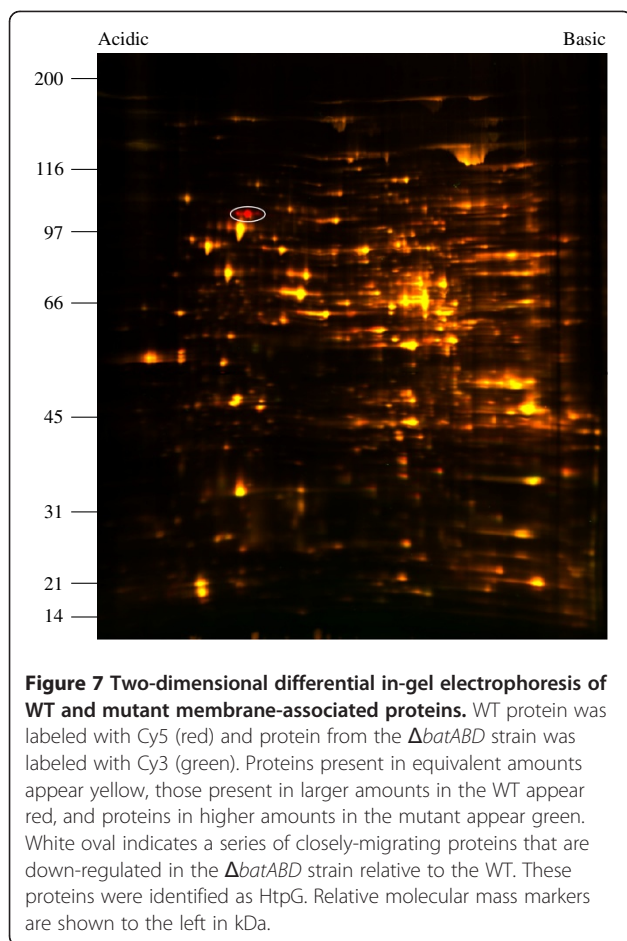 Acidic Basic
200
116
97
66
45
31
21
14
Figure 7 Two-dimensional differential in-gel electrophoresis of
WT and mutant membrane-associated proteins. WT protein was
labeled with Cy5 (red) and protein from the ΔbatABD strain was
labeled with Cy3 (green). Proteins present in equivalent amounts
appear yellow, those present in larger amounts in the WT appear
red, and proteins in higher amounts in the mutant appear green.
White oval indicates a series of closely-migrating proteins that are
down-regulated in the ΔbatABD strain relative to the WT. These
proteins were identified as HtpG. Relative molecular mass markers
are shown to the left in kDa.